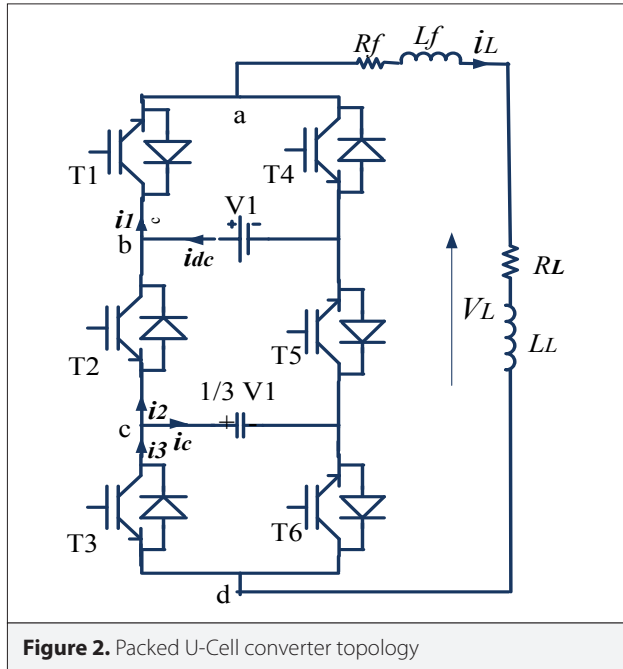 Rf
Lf
iL
a
T1
T4
i1
c
V1
+
-
b
idc
T2
T5
1/3 V1
i2
+
-
c
ic
i3
T3
T6
d
VL
RL
LL
Figure 2. Packed U-Cell converter topology